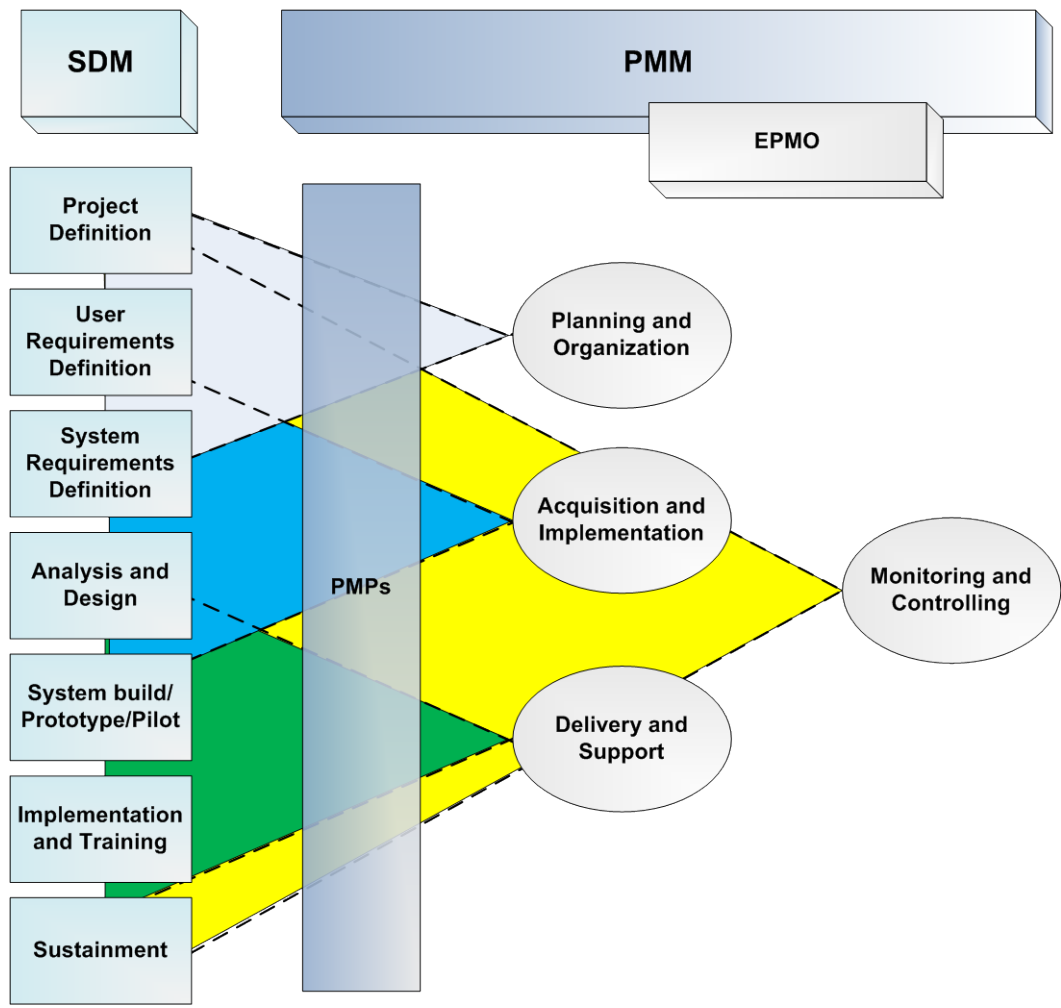 SDM
PMM
EPMO
Project
Definition
User
Requirements
Definition
System
Requirements
Definition
Analysis and
Design
System build/
Prototype/Pilot
Implementation
and Training
Sustainment
PMPs
Planning and
Organization
Acquisition and
Implementation
Delivery and
Support
Monitoring and
Controlling